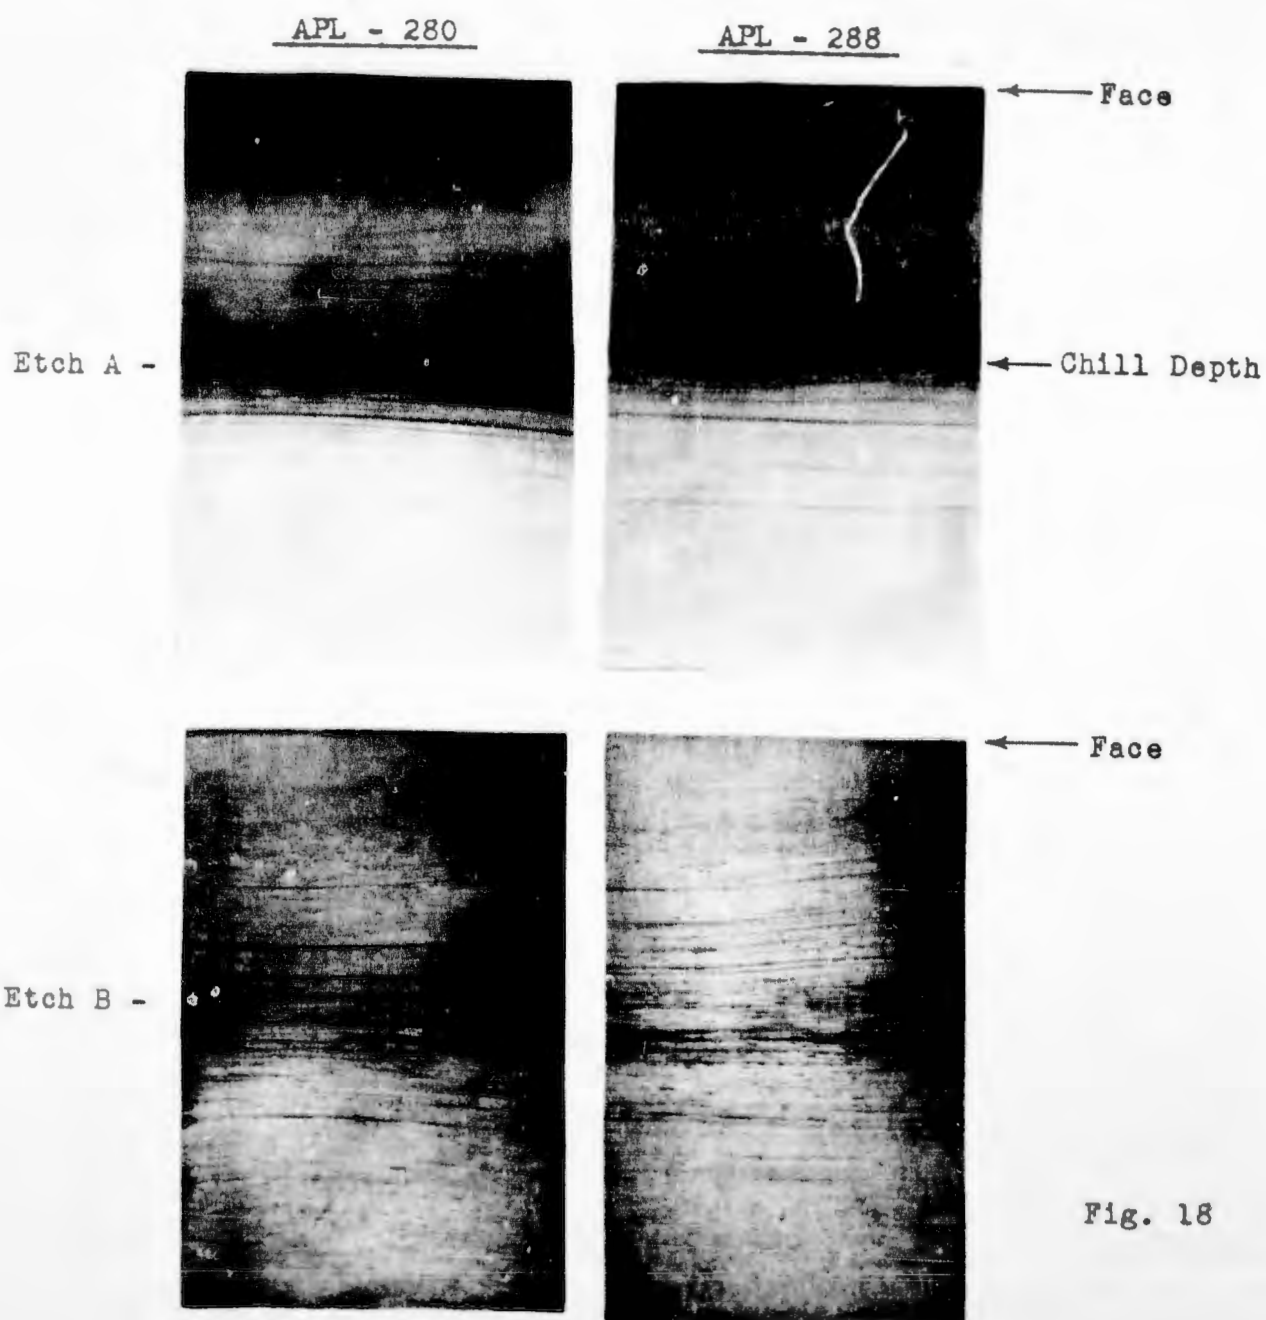 APL - 280
APL - 288
Face
Etch A -
Chill Depth
Face
Etch B -
Fig. 18